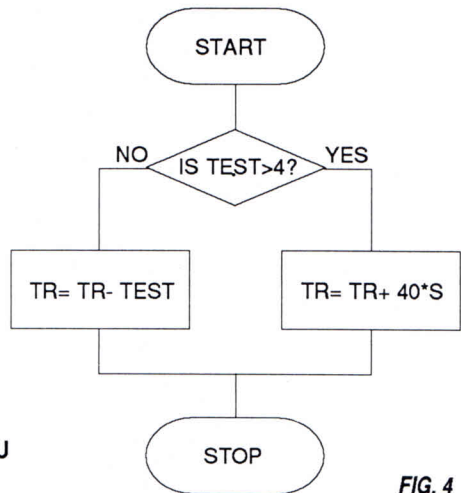 START
NO
YES
IS TEST>4?
TR= TR- TEST
TR= TR+ 40*S
J
STOP
FIG. 4